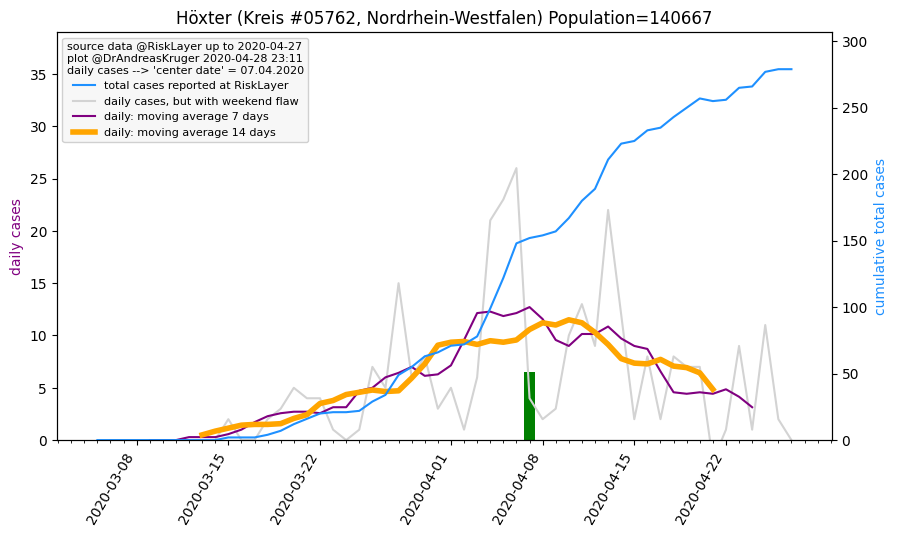 Höxter (Kreis #05762, Nordrhein-Westfalen) Population=140667
source data @RiskLayer up to 2020-04-27
plot @DrAndreasKruger 2020-04-28 23:11
daily cases --> 'center date' = 07.04.2020
total cases reported at RiskLayer
daily cases, but with weekend flaw
daily: moving average 7 days
daily: moving average 14 days
daily cases
35
30
25
20
15
10
5
0
cumulative total cases
300
250
200
150
100
50
0
2020-03-08
2020-03-15
2020-03-22
2020-04-01
2020-04-08
2020-04-15
2020-04-22